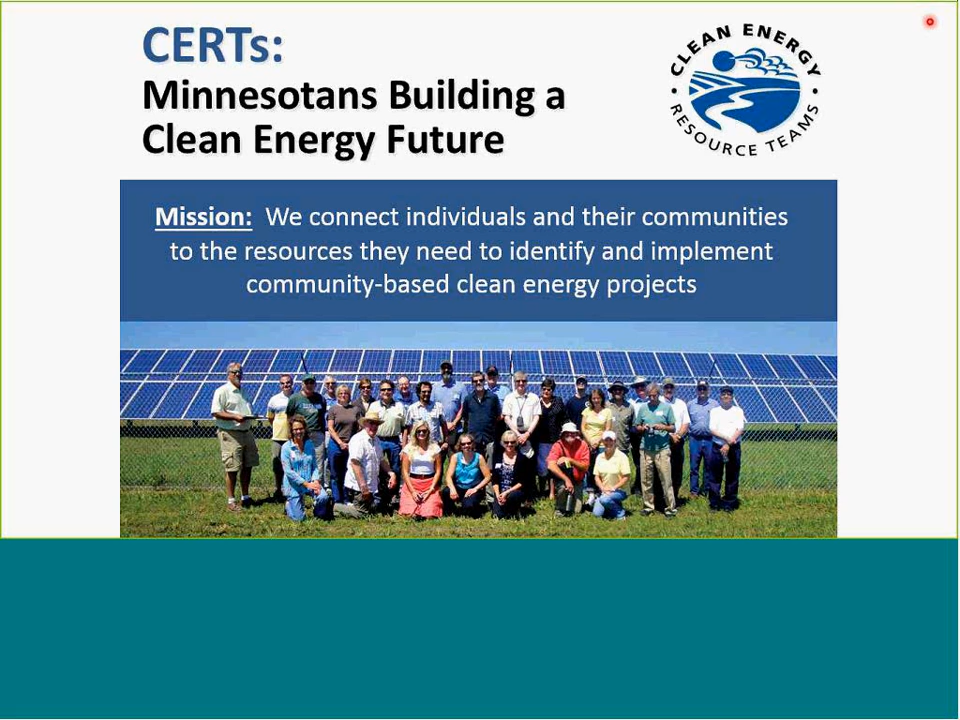 CERTs:
Minnesotans Building a
Clean Energy Future
CLEAN ENERGY
• RESOURCE TEAMS •
Mission: We connect individuals and their communities
to the resources they need to identify and implement
community-based clean energy projects